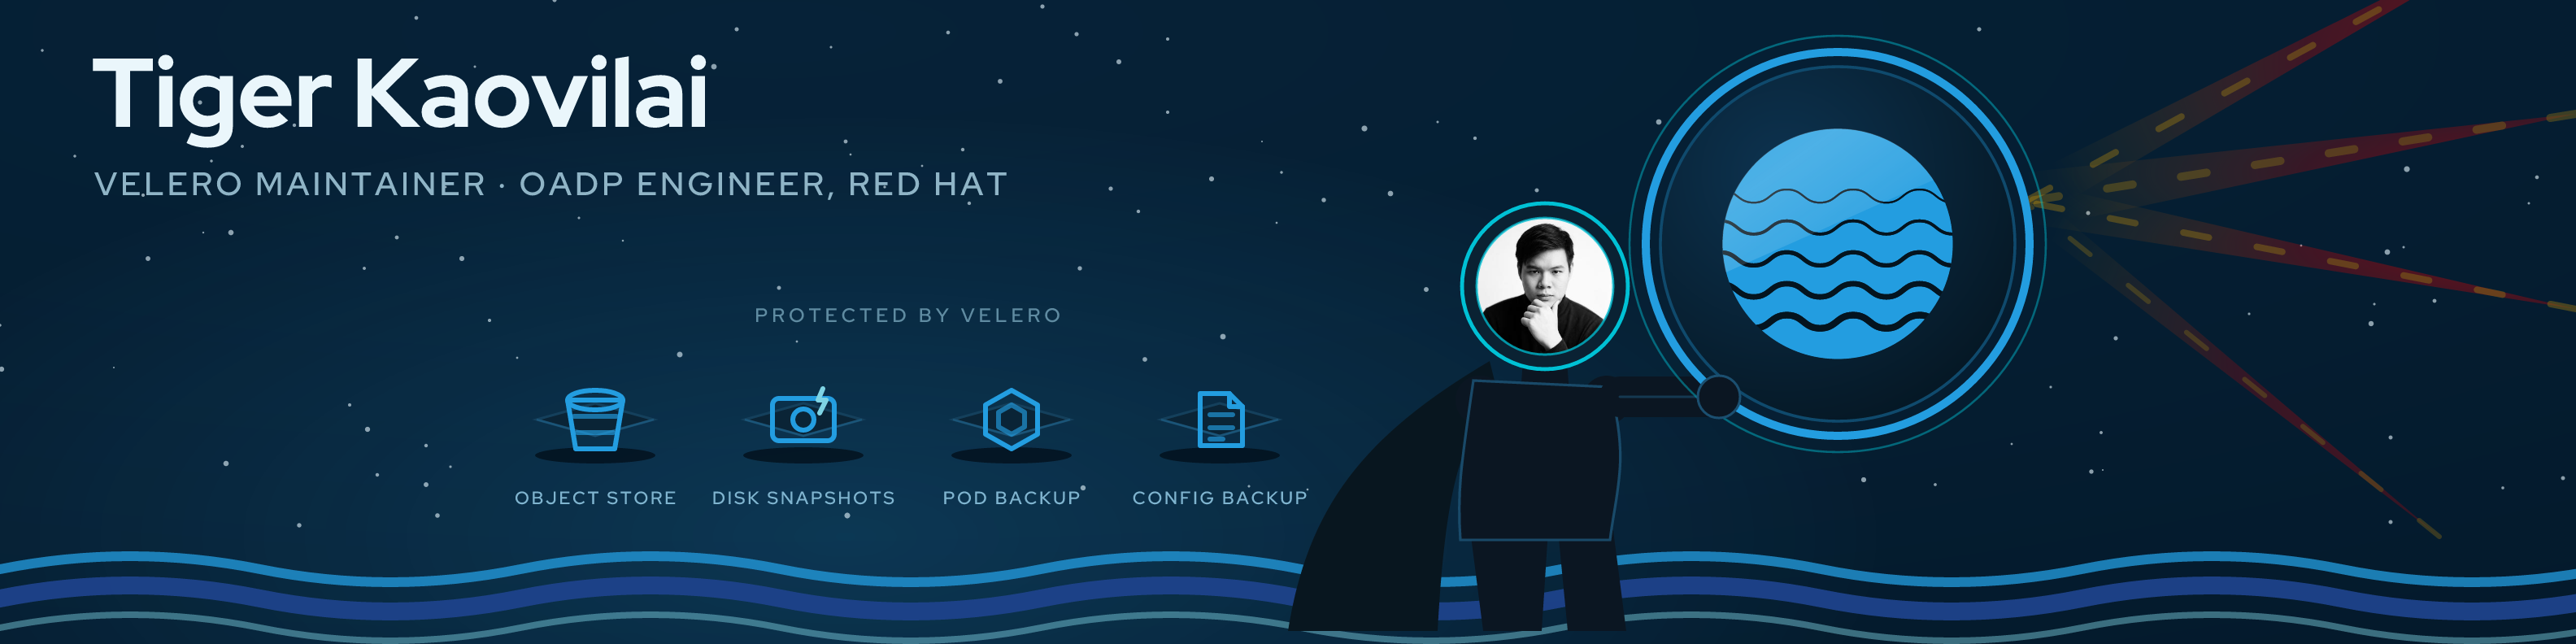 Tiger Kaovilai
VELERO MAINTAINER · OADP ENGINEER, RED HAT
PROTECTED BY VELERO
OBJECT STORE
DISK SNAPSHOTS
POD BACKUP
CONFIG BACKUP